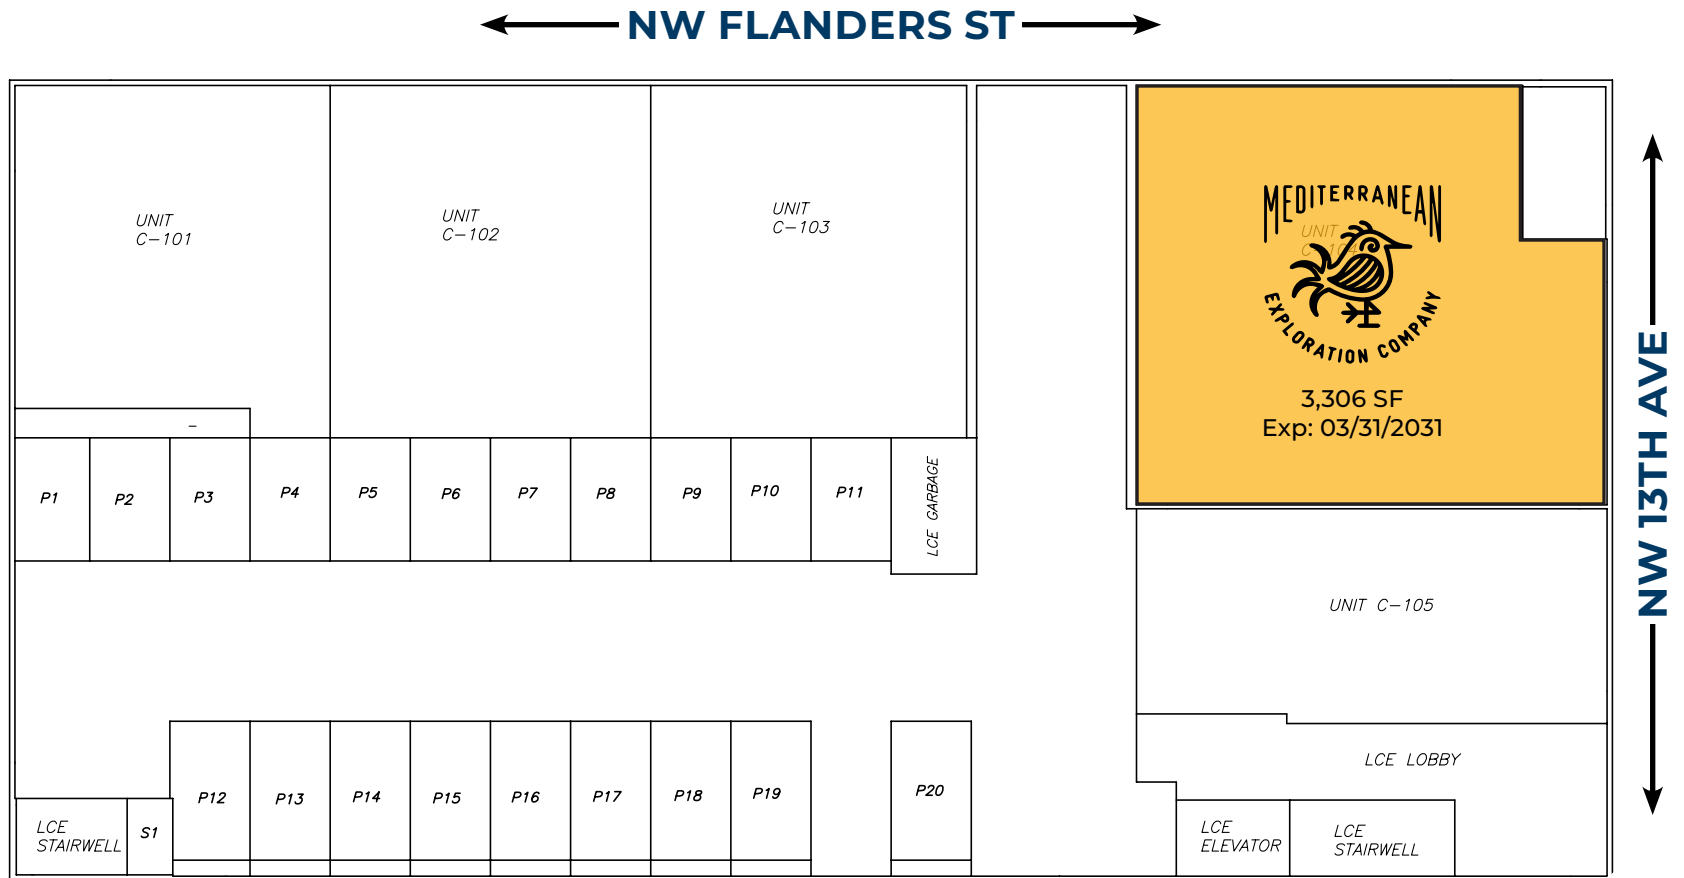 NW FLANDERS ST
UNIT
C-101
UNIT
C-102
UNIT
C-103
MEDITERRANEAN
UNIT
C-104
EXPLORATION COMPANY
3,306 SF
Exp: 03/31/2031
NW 13TH AVE
-
P1
P2
P3
P4
P5
P6
P7
P8
P9
P10
P11
LCE GARBAGE
UNIT C-105
LCE LOBBY
P12
P13
P14
P15
P16
P17
P18
P19
P20
LCE
STAIRWELL
S1
LCE
ELEVATOR
LCE
STAIRWELL